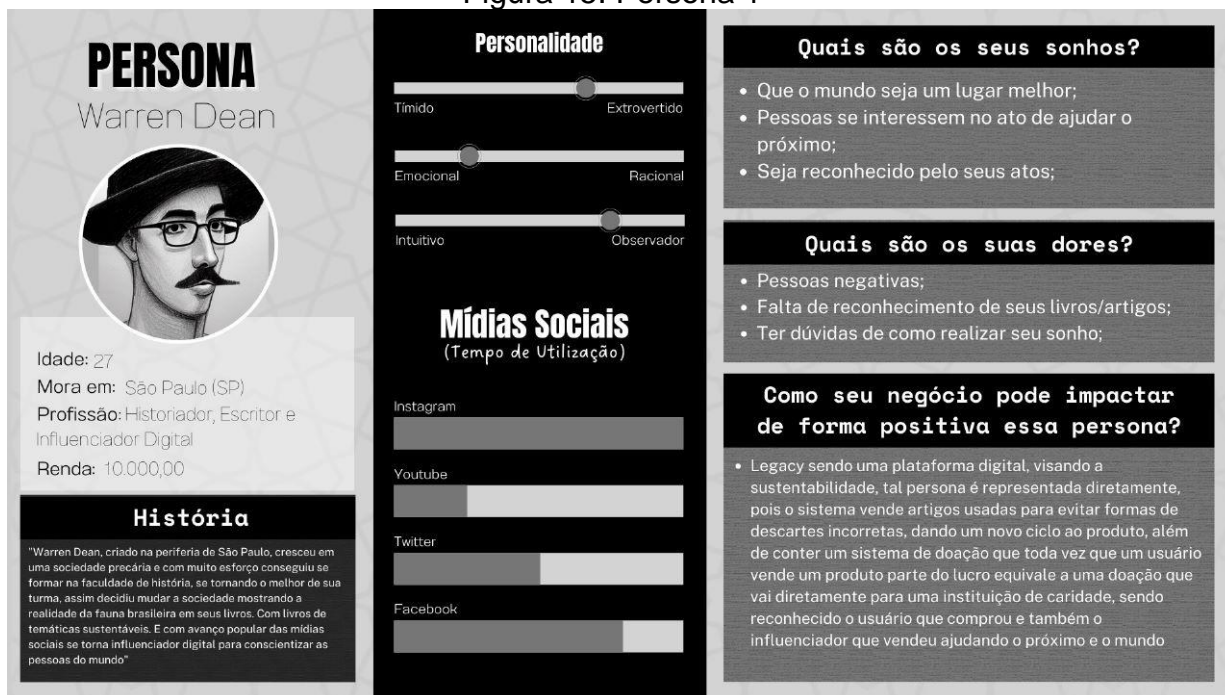 Figura 15: Persona 1
PERSONA
Warren Dean
Idade: 27
Mora em: São Paulo (SP)
Profissão: Historiador, Escritor e
Influenciador Digital
Renda: 10.000,00
História
"Warren Dean, criado na periferia de São Paulo, cresceu em
uma sociedade precária e com muito esforço conseguiu se
formar na faculdade de história, se tornando o melhor de sua
turma, assim decidiu mudar a sociedade mostrando a
realidade da fauna brasileira em seus livros. Com livros de
temáticas sustentáveis. E com avanço popular das mídias
sociais se torna influenciador digital para conscientizar as
pessoas do mundo"
Personalidade
Tímido Extrovertido
Emocional Racional
Intuitivo Observador
Mídias Sociais
(Tempo de Utilização)
Instagram
Youtube
Twitter
Facebook
Quais são os seus sonhos?
• Que o mundo seja um lugar melhor;
• Pessoas se interessem no ato de ajudar o
próximo;
• Seja reconhecido pelo seus atos;
Quais são os suas dores?
• Pessoas negativas;
• Falta de reconhecimento de seus livros/artigos;
• Ter dúvidas de como realizar seu sonho;
Como seu negócio pode impactar
de forma positiva essa persona?
• Legacy sendo uma plataforma digital, visando a
sustentabilidade, tal persona é representada diretamente,
pois o sistema vende artigos usadas para evitar formas de
descartes incorretas, dando um novo ciclo ao produto, além
de conter um sistema de doação que toda vez que um usuário
vende um produto parte do lucro equivale a uma doação que
vai diretamente para uma instituição de caridade, sendo
reconhecido o usuário que comprou e também o
influenciador que vendeu ajudando o próximo e o mundo